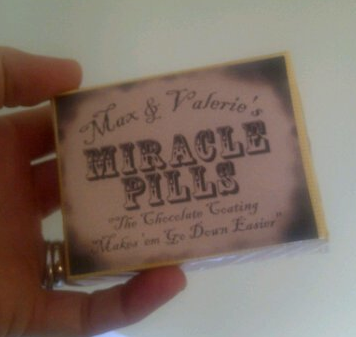 Max & Valerie's
MIRACLE
PILLS
"The Chocolate Coating
Makes 'em Go Down Easier"